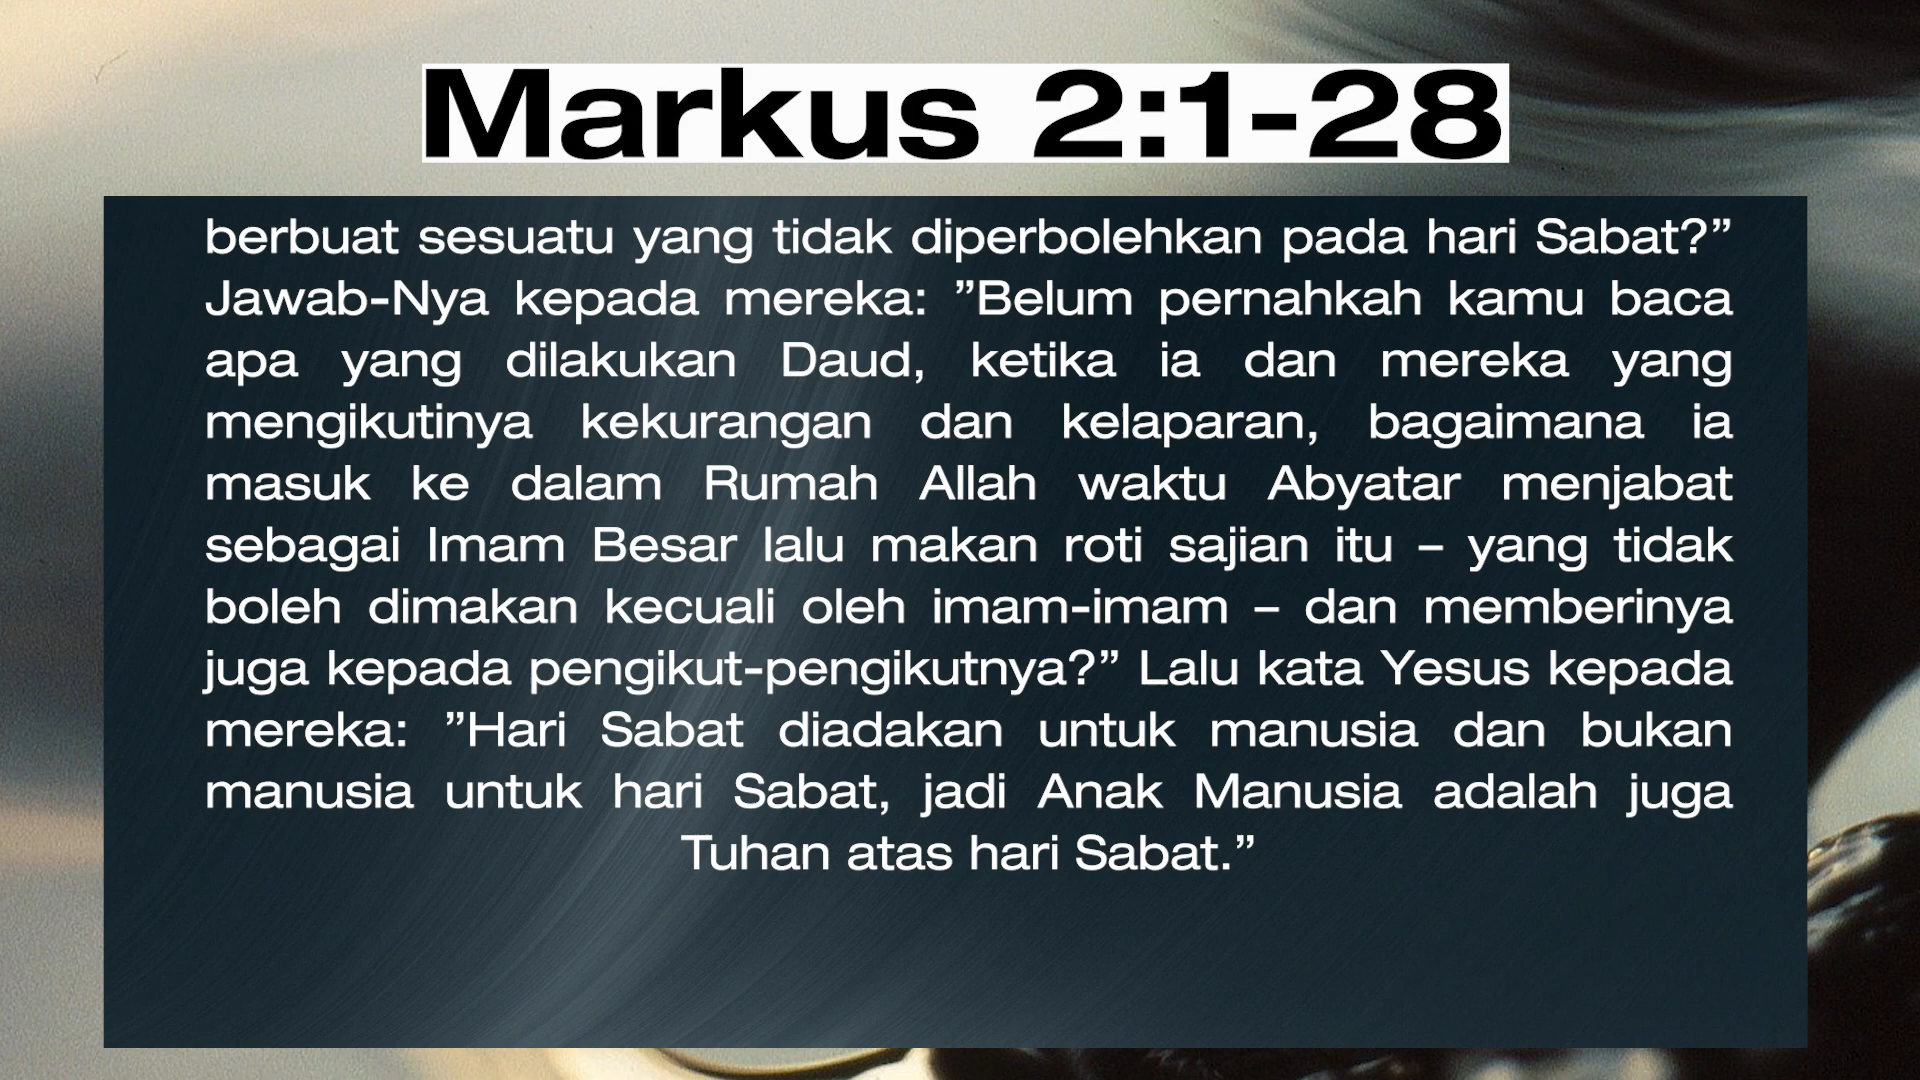 Markus 2:1-28
berbuat sesuatu yang tidak diperbolehkan pada hari Sabat?”
Jawab-Nya kepada mereka: ”Belum pernahkah kamu baca
apa yang dilakukan Daud, ketika ia dan mereka yang
mengikutinya kekurangan dan kelaparan, bagaimana ia
masuk ke dalam Rumah Allah waktu Abyatar menjabat
sebagai Imam Besar lalu makan roti sajian itu – yang tidak
boleh dimakan kecuali oleh imam-imam – dan memberinya
juga kepada pengikut-pengikutnya?” Lalu kata Yesus kepada
mereka: ”Hari Sabat diadakan untuk manusia dan bukan
manusia untuk hari Sabat, jadi Anak Manusia adalah juga
Tuhan atas hari Sabat.”